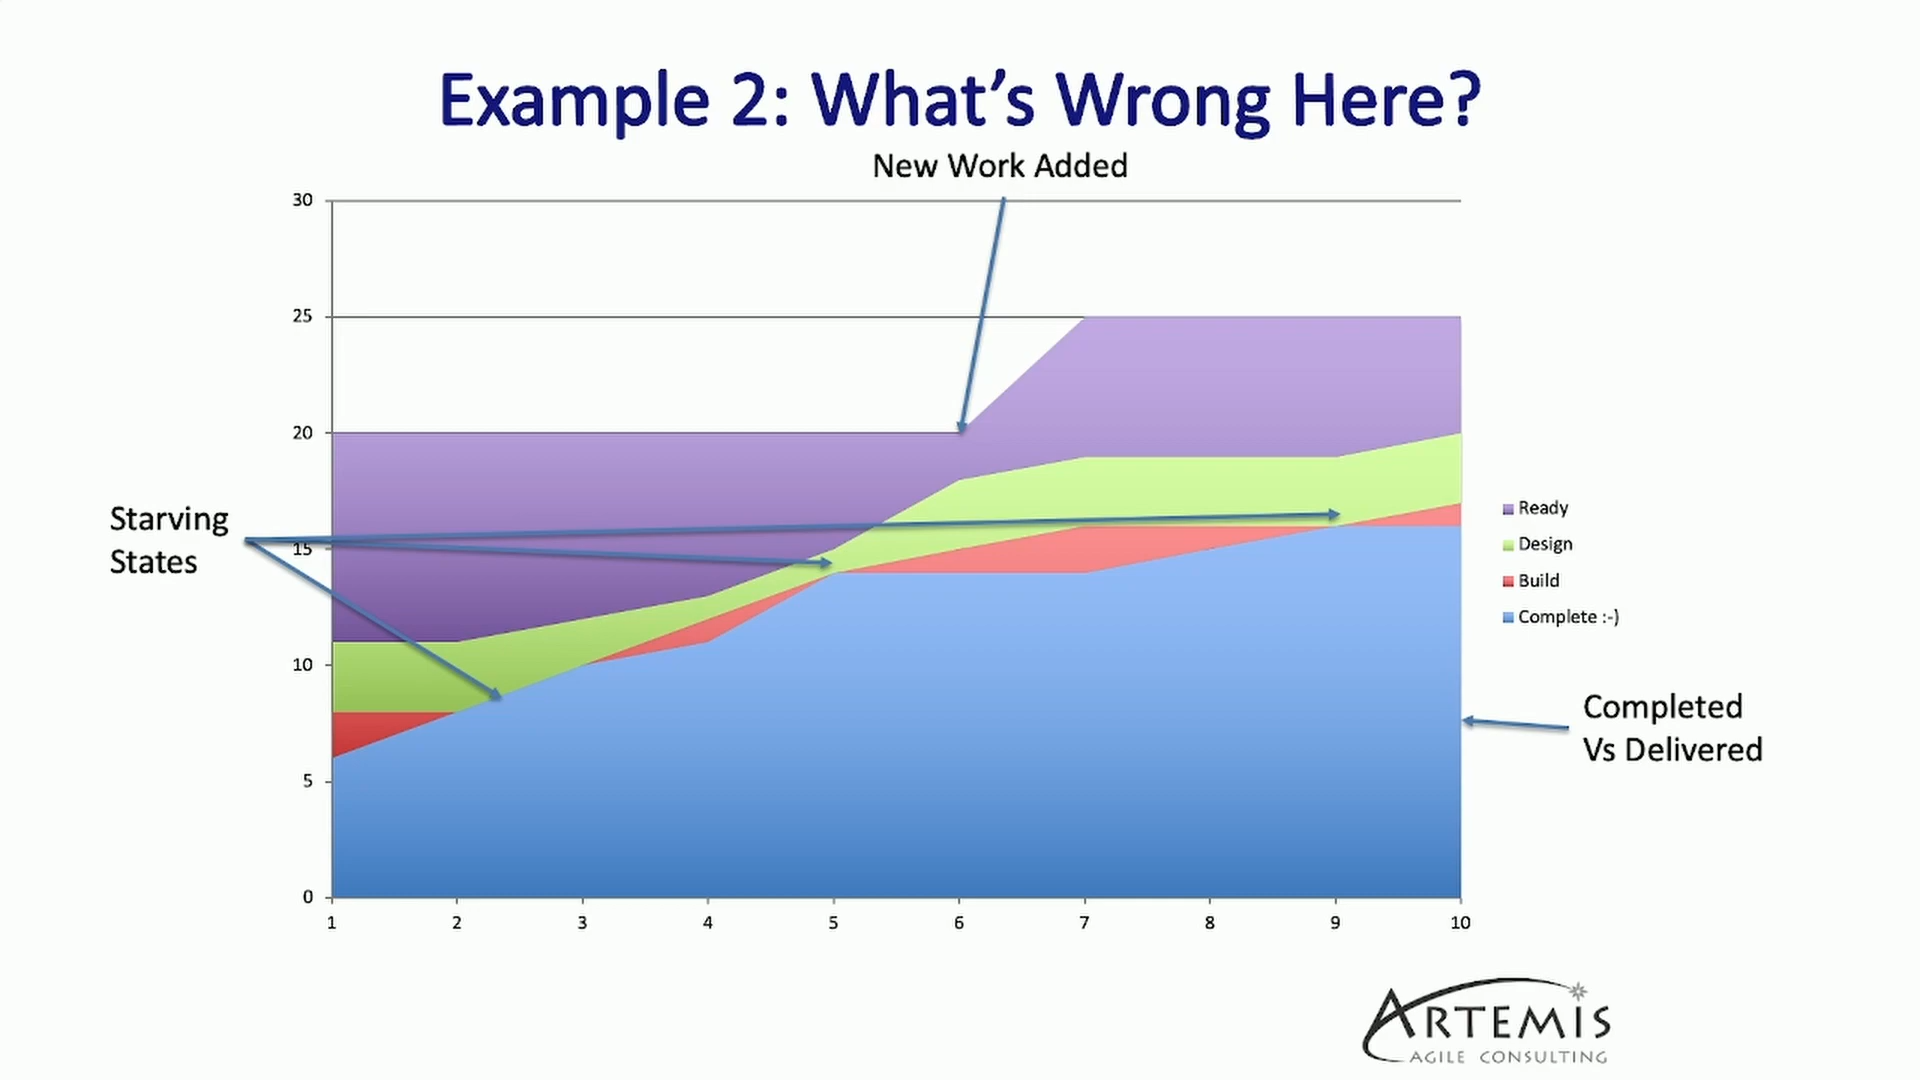 Example 2: What's Wrong Here?
New Work Added
30
25
20
15
10
5
0
Starving
States
1 2 3 4 5 6 7 8 9 10
Ready
Design
Build
Complete :-)
Completed
Vs Delivered
ARTEMIS
AGILE CONSULTING